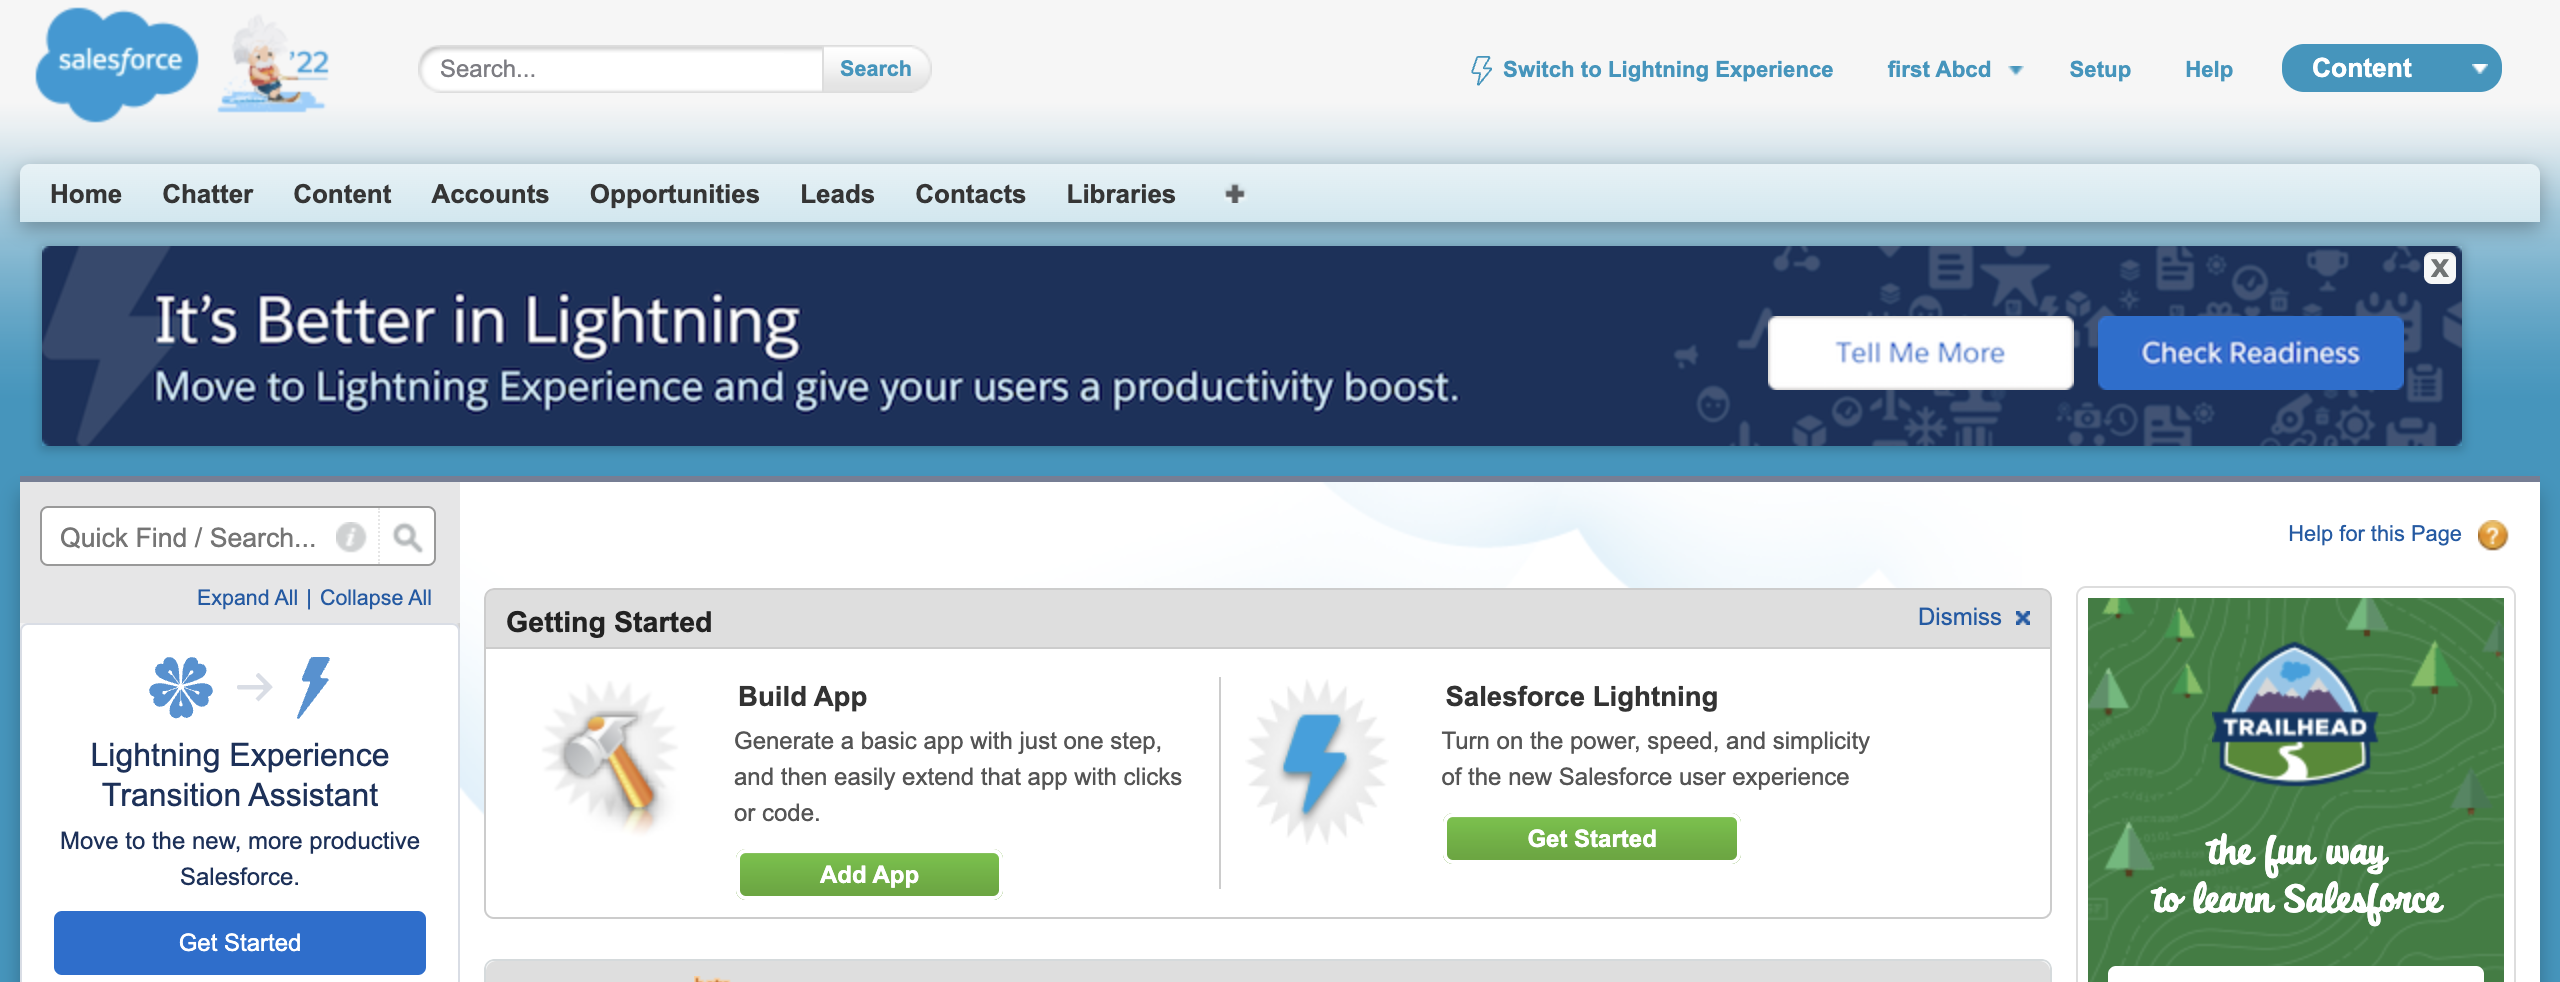 salesforce
'22
Search...
Search
Switch to Lightning Experience
first Abcd
Setup
Help
Content
Home
Chatter
Content
Accounts
Opportunities
Leads
Contacts
Libraries
It's Better in Lightning
Move to Lightning Experience and give your users a productivity boost.
Tell Me More
Check Readiness
X
Quick Find / Search...
Expand All | Collapse All
Lightning Experience
Transition Assistant
Move to the new, more productive
Salesforce.
Get Started
Help for this Page
Getting Started
Dismiss
Build App
Generate a basic app with just one step,
and then easily extend that app with clicks
or code.
Add App
Salesforce Lightning
Turn on the power, speed, and simplicity
of the new Salesforce user experience
Get Started
TRAILHEAD
the fun way
to learn Salesforce